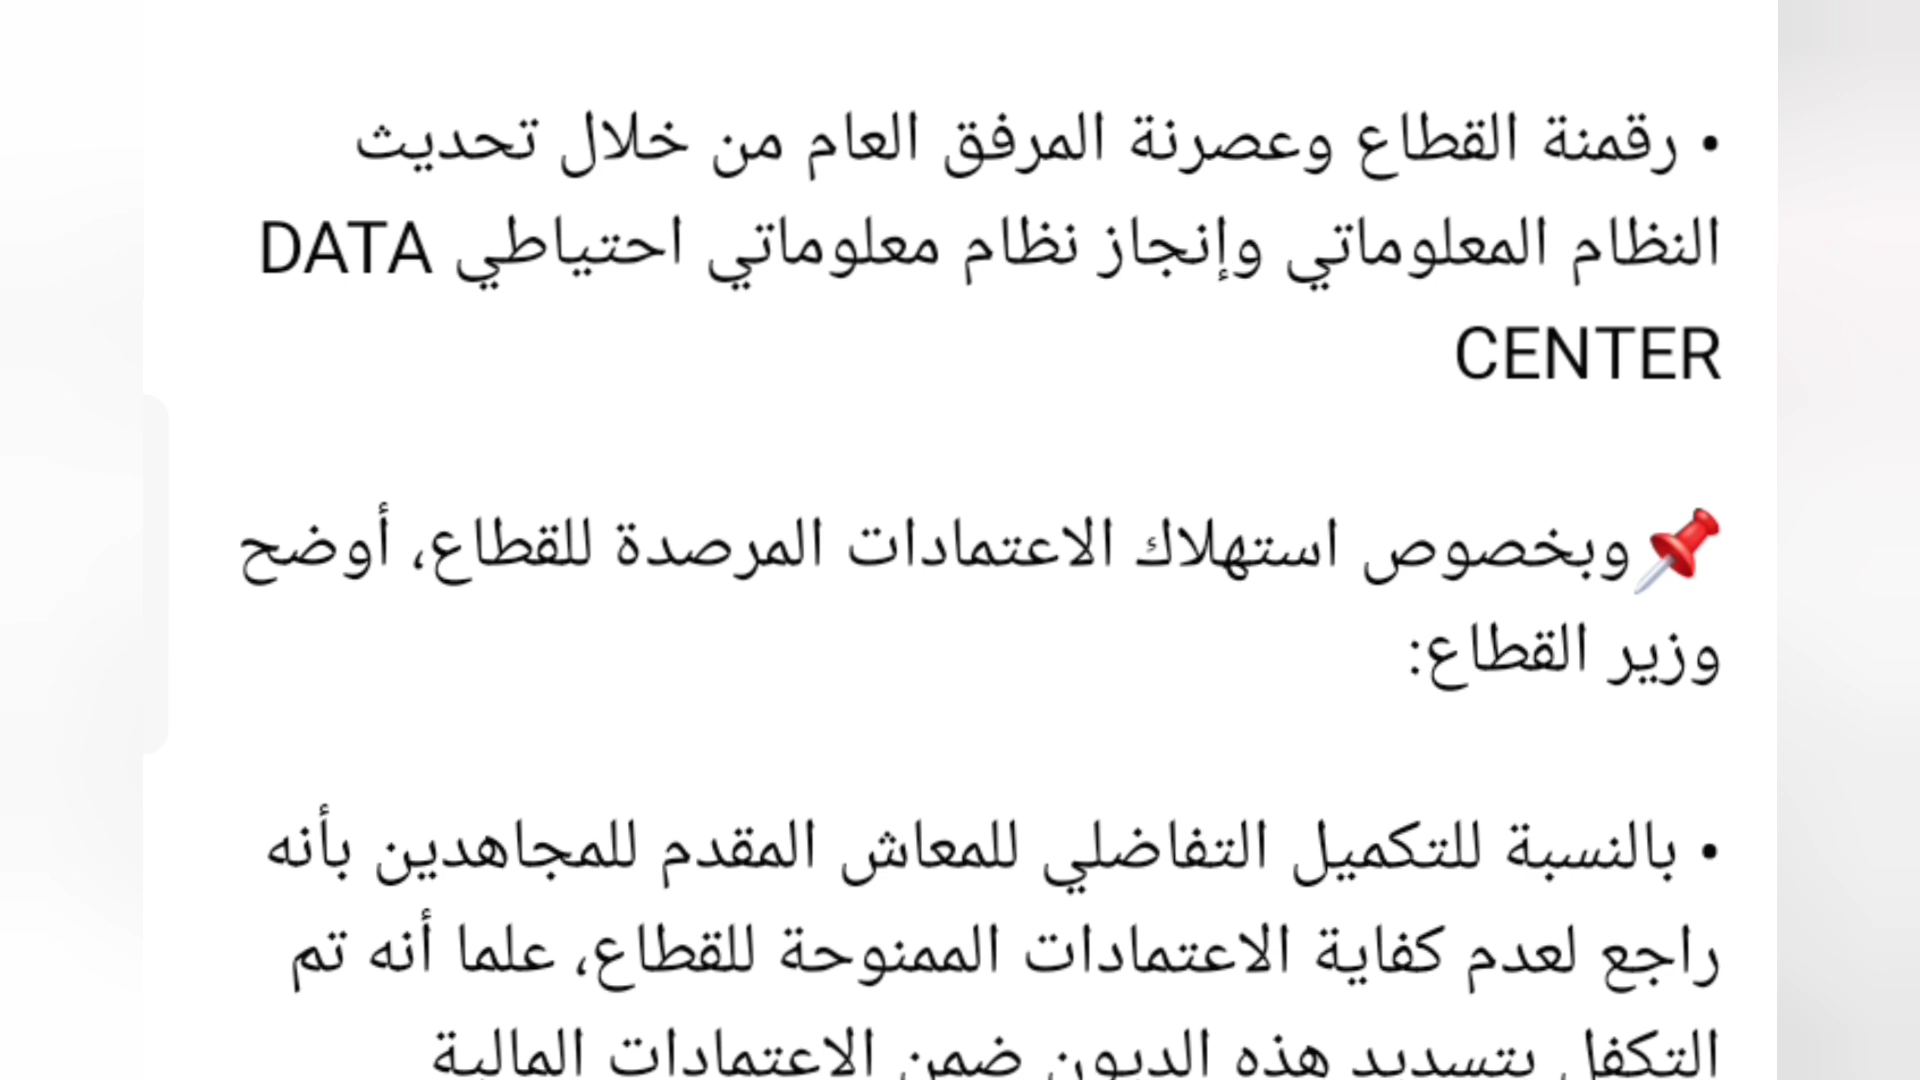 • رقمنة القطاع وعصرنة المرفق العام من خلال تحديث
النظام المعلوماتي وإنجاز نظام معلوماتي احتياطي DATA
CENTER
📌وبخصوص استهلاك الاعتمادات المرصدة للقطاع، أوضح
وزير القطاع:
• بالنسبة للتكميل التفاضلي للمعاش المقدم للمجاهدين بأنه
راجع لعدم كفاية الاعتمادات الممنوحة للقطاع، علما أنه تم
التكفل بتسديد هذه الديون ضمن الاعتمادات المالية